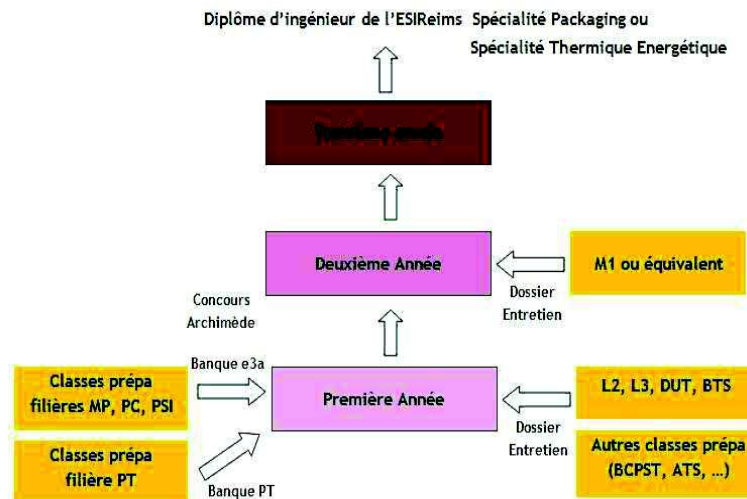 Diplôme d'ingénieur de l'ESIReims Spécialité Packaging ou
Spécialité Thermique Energétique
Troisième année
Deuxième Année
M1 ou équivalent
Dossier
Entretien
Concours
Archimède
Banque e3a
Classes prépa
filières MP, PC, PSI
Première Année
L2, L3, DUT, BTS
Dossier
Entretien
Classes prépa
filière PT
Banque PT
Autres classes prépa
(BCPST, ATS, …)